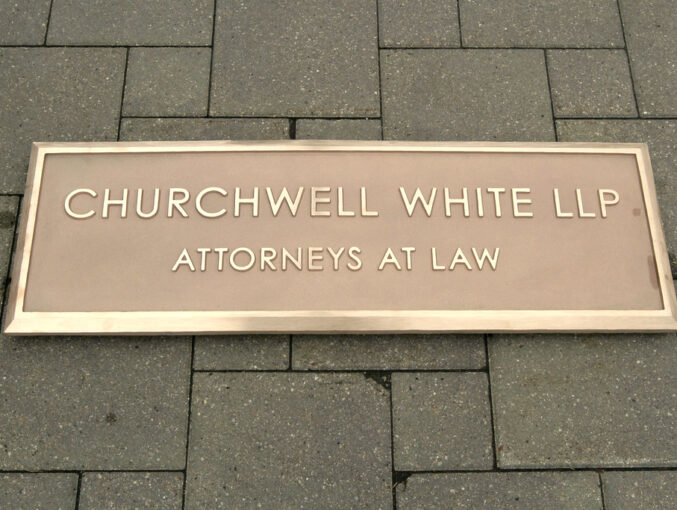 CHURCHWELL WHITE LLP
ATTORNEYS AT LAW